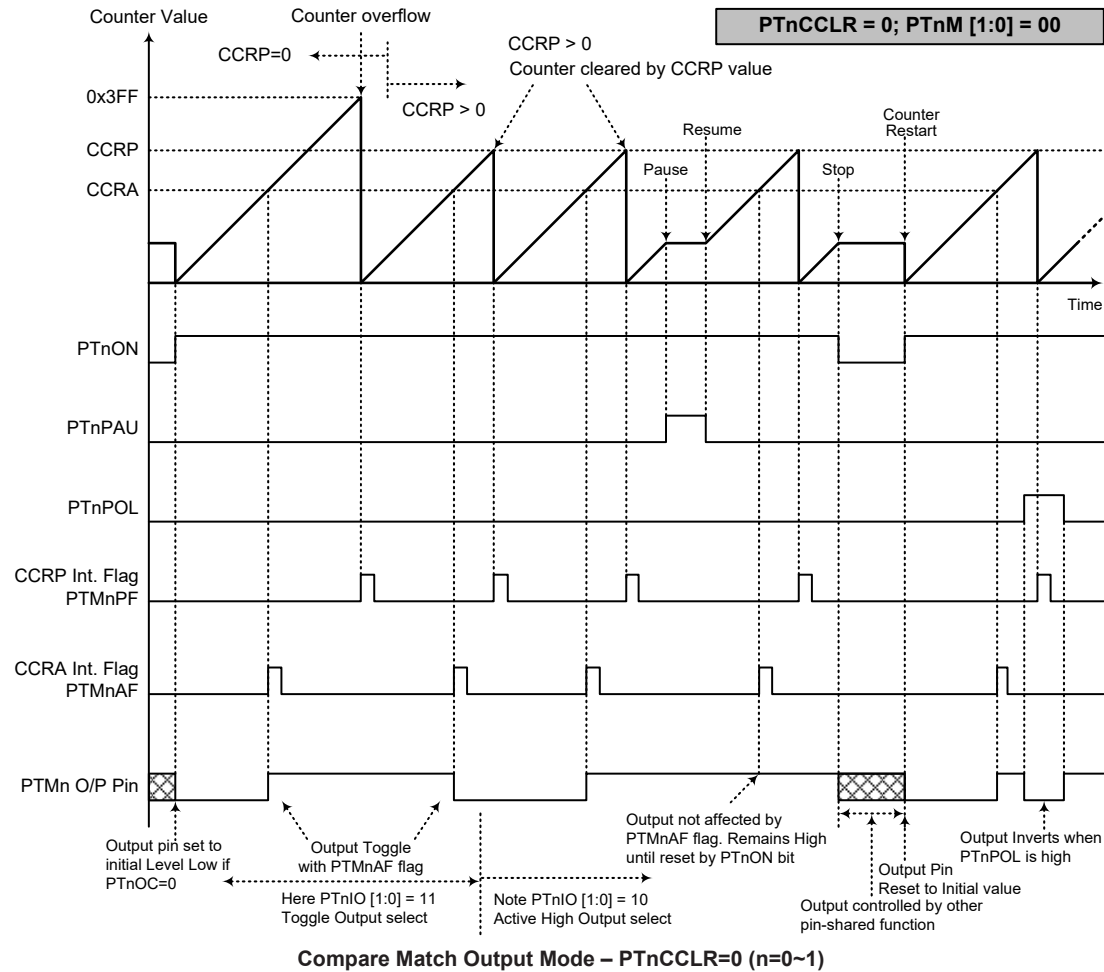 Counter Value
Counter overflow
PTnCCLR = 0; PTnM [1:0] = 00
CCRP=0
CCRP > 0
CCRP > 0
Counter cleared by CCRP value
0x3FF
CCRP
CCRA
Pause
Resume
Stop
Counter
Restart
Time
PTnON
PTnPAU
PTnPOL
CCRP Int. Flag
PTMnPF
CCRA Int. Flag
PTMnAF
PTMn O/P Pin
Output pin set to
initial Level Low if
PTnOC=0
Output Toggle
with PTMnAF flag
Here PTnIO [1:0] = 11
Toggle Output select
Note PTnIO [1:0] = 10
Active High Output select
Output not affected by
PTMnAF flag. Remains High
until reset by PTnON bit
Output Pin
Reset to Initial value
Output controlled by other
pin-shared function
Output Inverts when
PTnPOL is high
Compare Match Output Mode – PTnCCLR=0 (n=0~1)